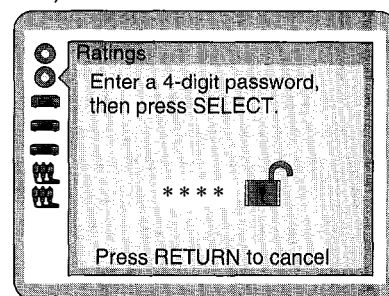 Ratings
Enter a 4-digit password,
then press SELECT.
* * * *
Press RETURN to cancel